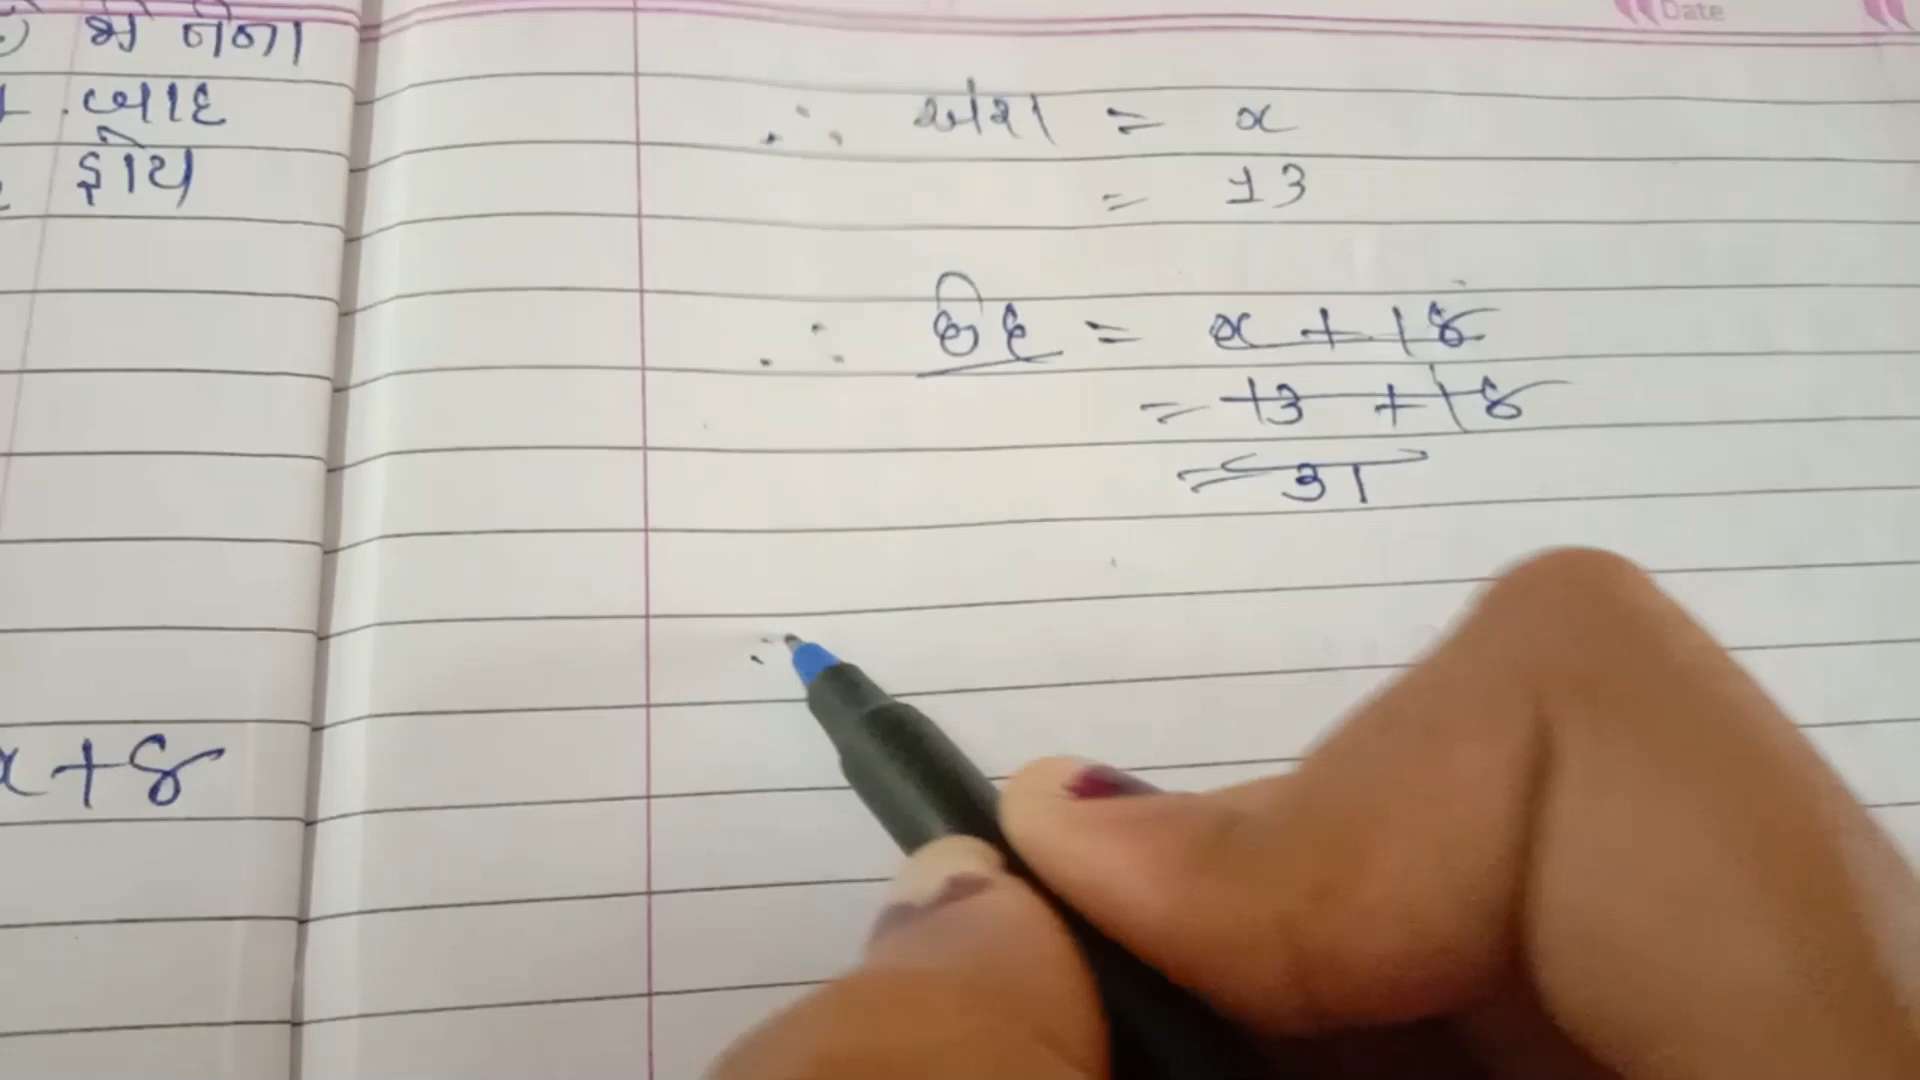 Date
તેના
બાદ
હોય
x+8
∴ અંશ = x
= 13
∴ છેદ = x + 18
= 13 + 18
= 31
∴